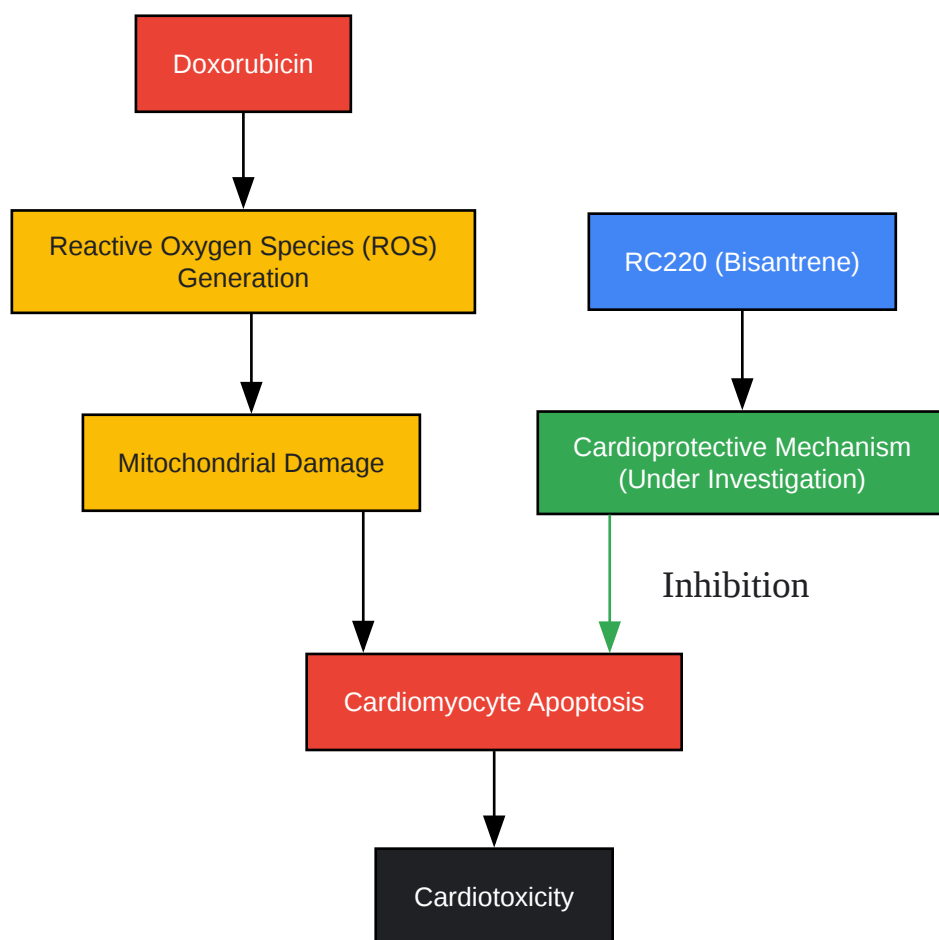 Doxorubicin
Reactive Oxygen Species (ROS)
Generation
RC220 (Bisantrene)
Mitochondrial Damage
Cardioprotective Mechanism
(Under Investigation)
Inhibition
Cardiomyocyte Apoptosis
Cardiotoxicity